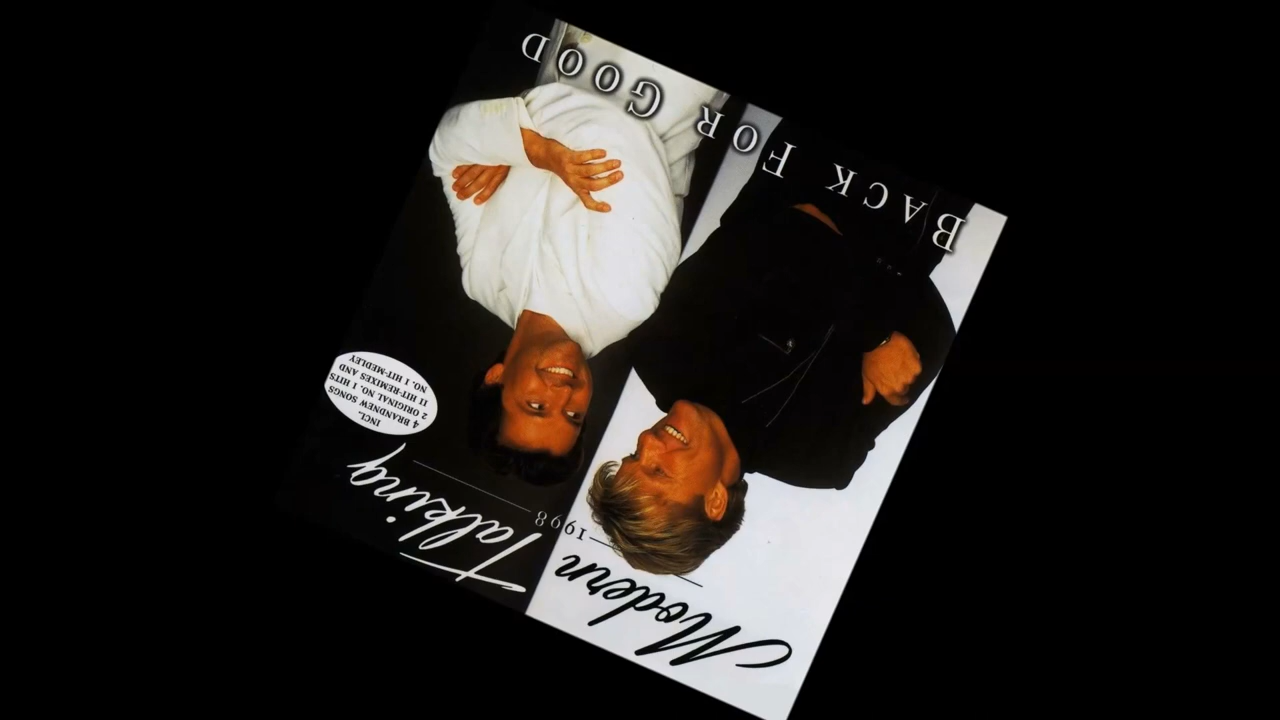 Modern Talking
1998
INCL.
4 BRANDNEW SONGS
2 ORIGINAL NO. 1 HITS
11 HIT-REMIXES AND
NO. 1 HIT-MEDLEY
BACK FOR GOOD